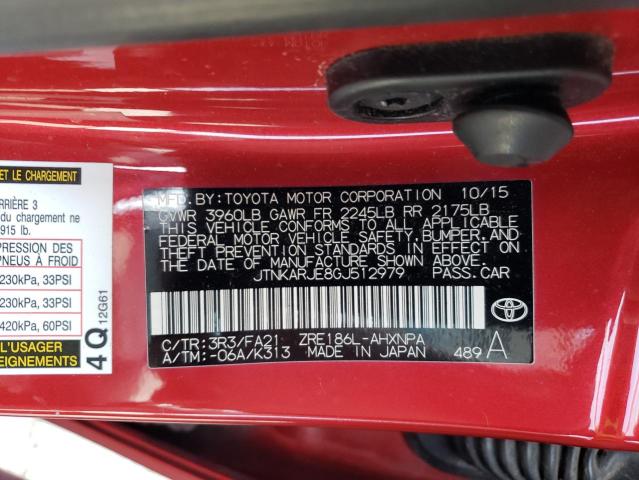 ET LE CHARGEMENT
ARRIÈRE 3
du chargement ne
915 lb.
PRESSION DES
PNEUS À FROID
230kPa, 33PSI
230kPa, 33PSI
420kPa, 60PSI
L'USAGER
4Q
12G61
MFD. BY: TOYOTA MOTOR CORPORATION 10/15
GVWR 3960LB GAWR FR 2245LB RR 2175LB
THIS VEHICLE CONFORMS TO ALL APPLICABLE
FEDERAL MOTOR VEHICLE SAFETY, BUMPER, AND
THEFT PREVENTION STANDARDS IN EFFECT ON
THE DATE OF MANUFACTURE SHOWN ABOVE.
JTNKARJE8GJ512979 PASS. CAR
C/TR: 3R3/FA21 ZRE186L-AHXNPA
A/TM: -06A/K313 MADE IN JAPAN 489 A
TOYOTA